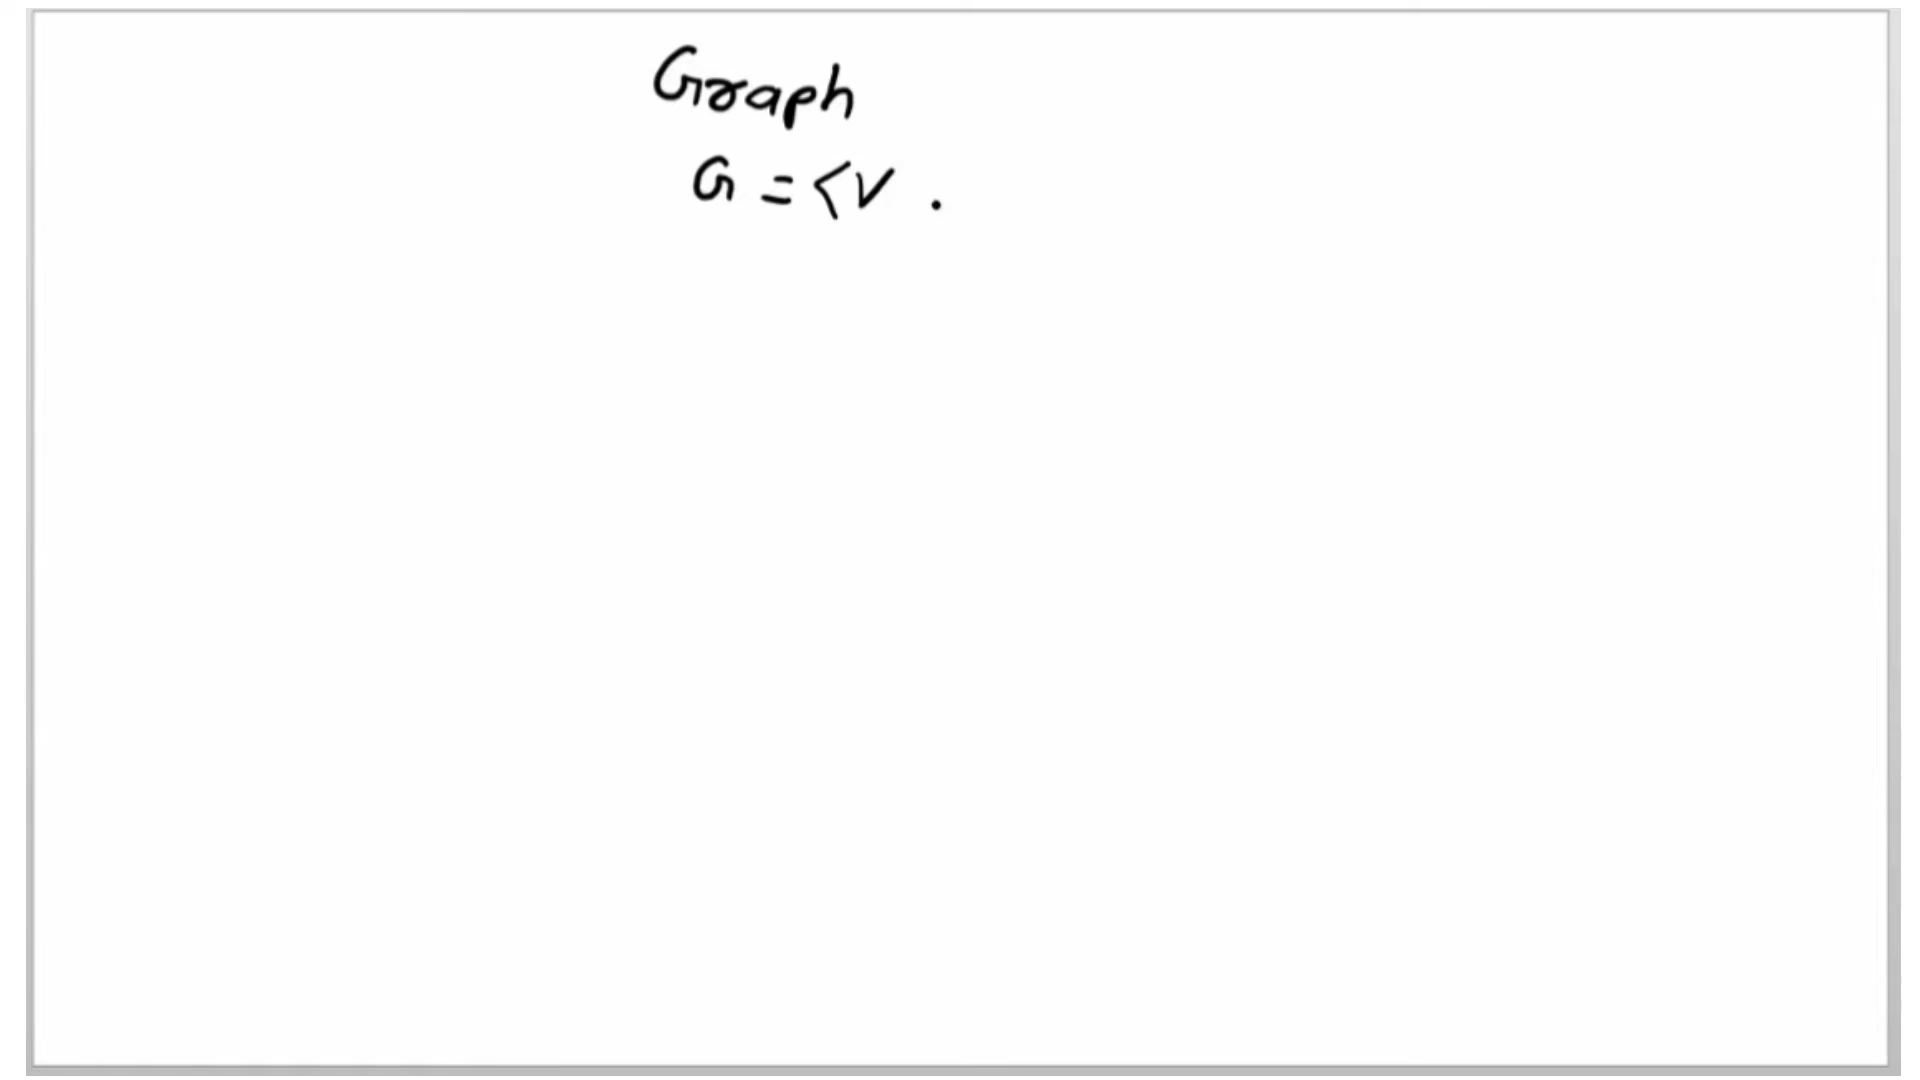 Graph
G = <V .